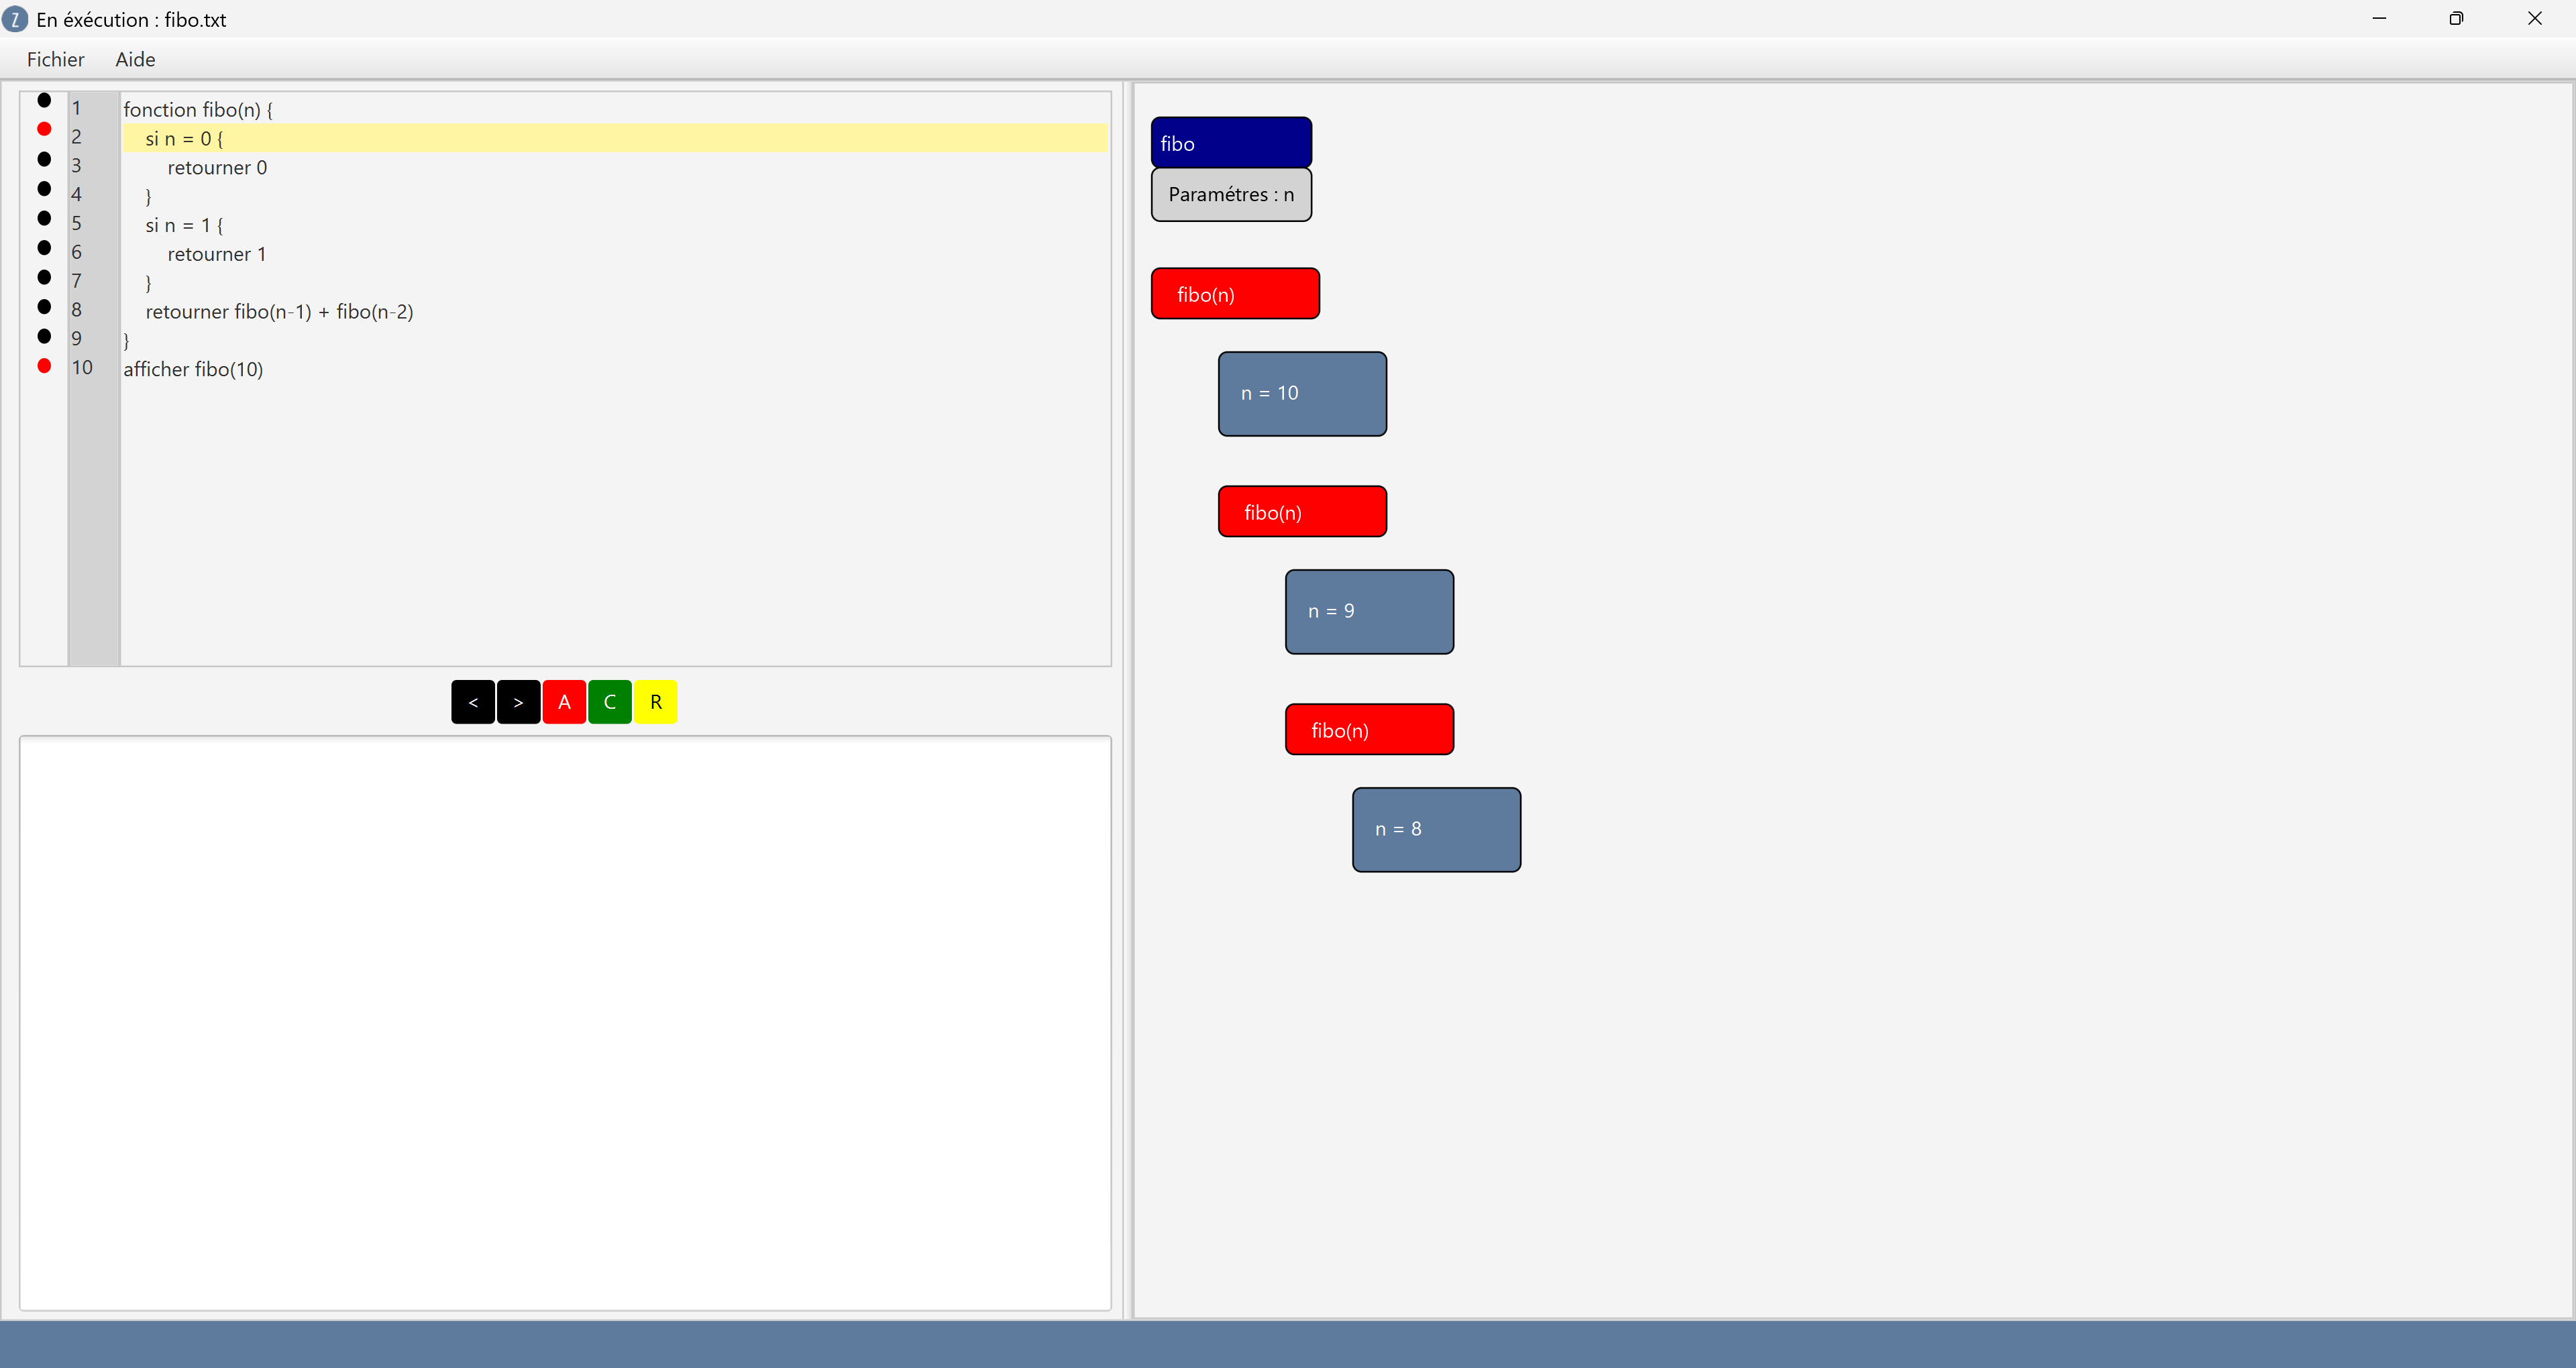 Z En éxécution : fibo.txt
Fichier Aide
1 fonction fibo(n) {
2 si n = 0 {
3 retourner 0
4 }
5 si n = 1 {
6 retourner 1
7 }
8 retourner fibo(n-1) + fibo(n-2)
9 }
10 afficher fibo(10)
< > A C R
fibo
Paramétres : n
fibo(n)
n = 10
fibo(n)
n = 9
fibo(n)
n = 8